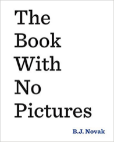 The
Book
With
No
Pictures
B.J. Novak